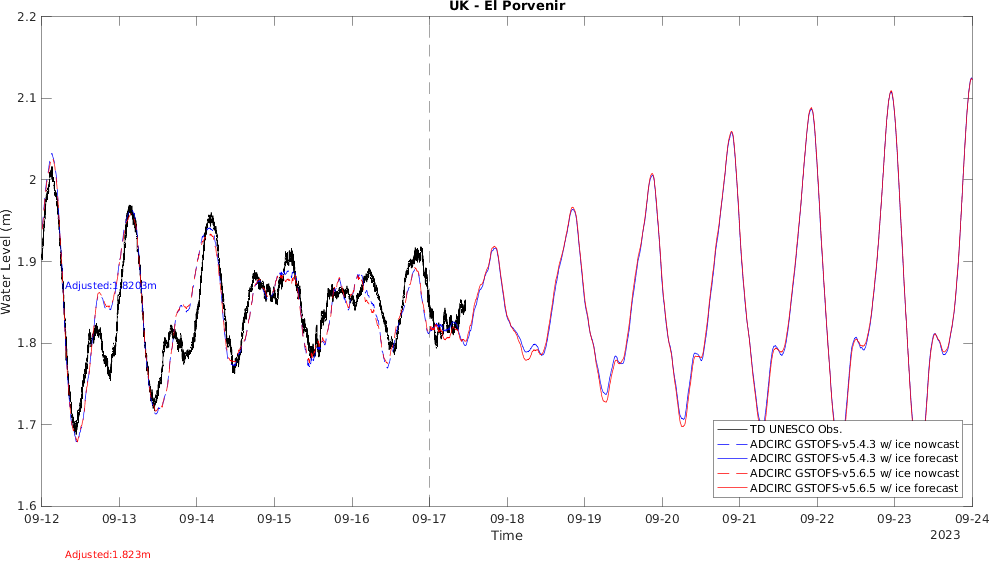 UK - El Porvenir
2.2
2.1
2
1.9
1.8
1.7
1.6
Water Level (m)
Adjusted:1.8203m
TD UNESCO Obs.
ADCIRC GSTOFS-v5.4.3 w/ ice nowcast
ADCIRC GSTOFS-v5.4.3 w/ ice forecast
ADCIRC GSTOFS-v5.6.5 w/ ice nowcast
ADCIRC GSTOFS-v5.6.5 w/ ice forecast
09-12 09-13 09-14 09-15 09-16 09-17 09-18 09-19 09-20 09-21 09-22 09-23 09-24
Time
2023
Adjusted:1.823m